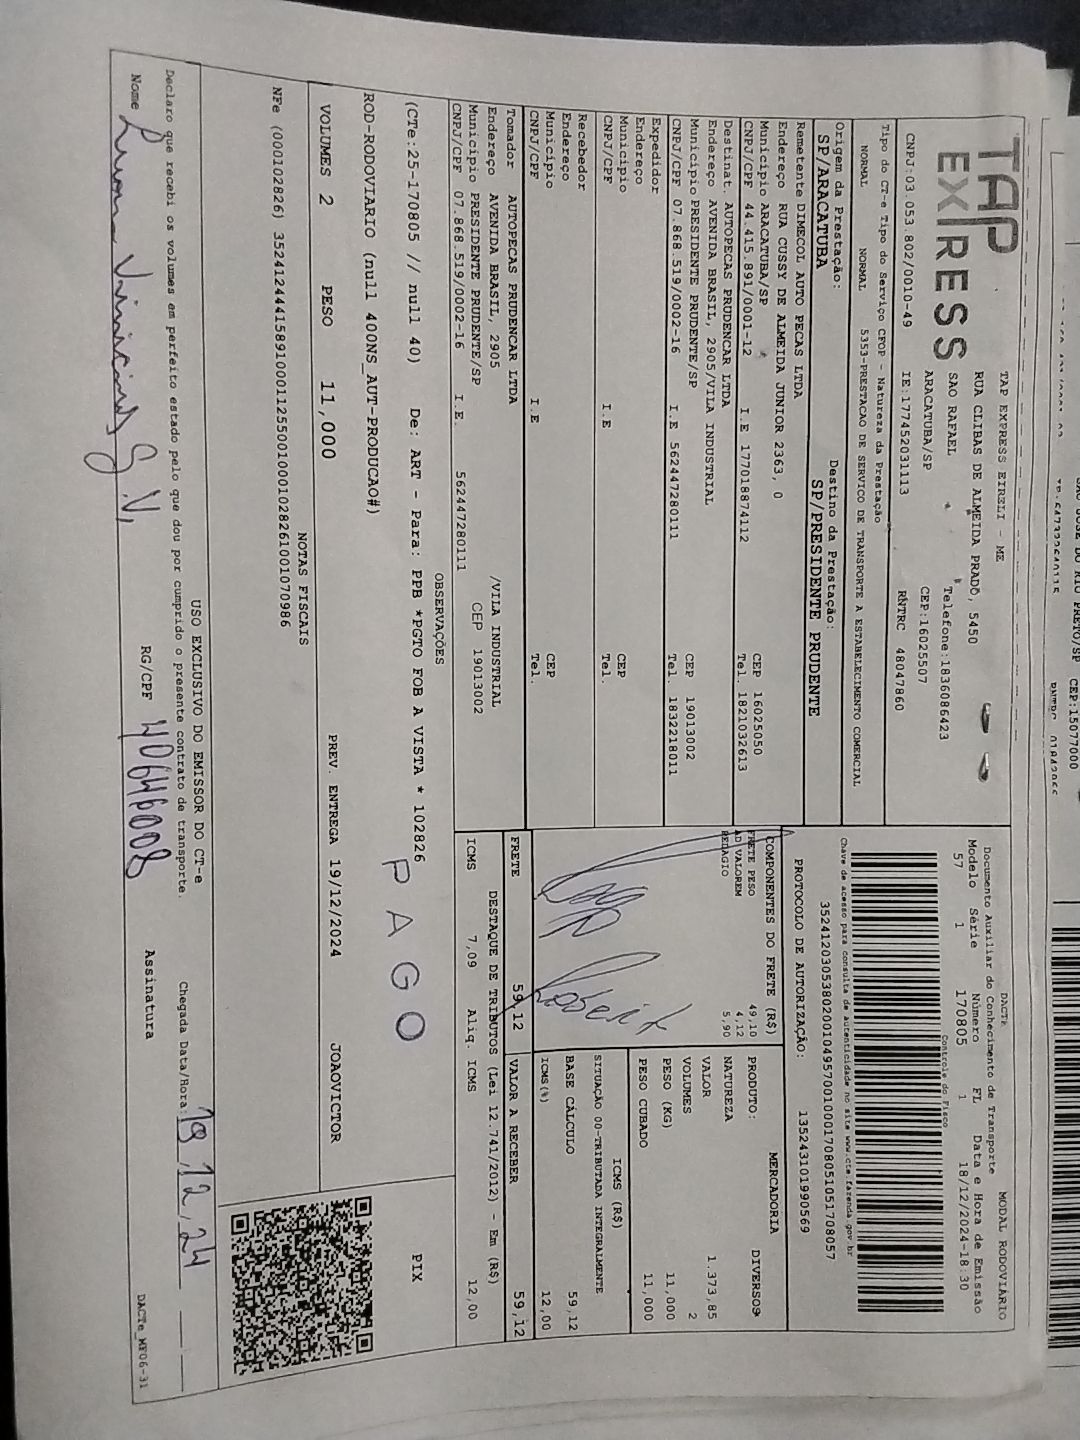 TAP
EXPRESS
TAP EXPRESS EIRELI - ME
RUA CLIBAS DE ALMEIDA PRADO, 5450
SAO RAFAEL Telefone:1836086423
ARACATUBA/SP CEP:16025507
CNPJ:03.053.802/0010-49 IE:177452031113 RNTRC 48047860
Tipo do CT-e Tipo do Serviço CFOP - Natureza da Prestação
NORMAL NORMAL 5353-PRESTACAO DE SERVICO DE TRANSPORTE A ESTABELECIMENTO COMERCIAL
Origem da Prestação: Destino da Prestação:
SP/ARACATUBA SP/PRESIDENTE PRUDENTE
Remetente DIMECOL AUTO PECAS LTDA
Endereço RUA CUSSY DE ALMEIDA JUNIOR 2363, 0 CEP 16025050
Município ARACATUBA/SP Tel. 1821032613
CNPJ/CPF 44.415.891/0001-12 I.E 177018874112
Destinat. AUTOPECAS PRUDENCAR LTDA
Endereço AVENIDA BRASIL, 2905/VILA INDUSTRIAL CEP 19013002
Município PRESIDENTE PRUDENTE/SP Tel. 1832218011
CNPJ/CPF 07.868.519/0002-16 I.E 562447280111
Expedidor
Endereço CEP
Município Tel.
CNPJ/CPF I.E
Recebedor
Endereço CEP
Município Tel.
CNPJ/CPF I.E
Tomador AUTOPECAS PRUDENCAR LTDA
Endereço AVENIDA BRASIL, 2905 /VILA INDUSTRIAL
Município PRESIDENTE PRUDENTE/SP CEP 19013002
CNPJ/CPF 07.868.519/0002-16 I.E. 562447280111
DACTE MODAL RODOVIÁRIO
Documento Auxiliar do Conhecimento de Transporte
Modelo Série Número FL Data e Hora de Emissão
57 1 170805 1 18/12/2024-18:30
Controle do Fisco
Chave de acesso para consulta de autenticidade no site www.cte.fazenda.gov.br
35241203053802001049570010001708051051708057
PROTOCOLO DE AUTORIZAÇÃO: 135243101990569
COMPONENTES DO FRETE (R$)
FRETE PESO 49,10
AD VALOREM 4,12
PEDAGIO 5,90
MERCADORIA
PRODUTO: DIVERSOS
NATUREZA
VALOR 1.373,85
VOLUMES 2
PESO (KG) 11,000
PESO CUBADO 11,000
ICMS (R$)
SITUAÇÃO 00-TRIBUTADA INTEGRALMENTE
BASE CÁLCULO 59,12
ICMS(%) 12,00
FRETE 59,12 VALOR A RECEBER 59,12
DESTAQUE DE TRIBUTOS (Lei 12.741/2012) - Em (R$)
ICMS 7,09 Alíq. ICMS 12,00
OBSERVAÇÕES
(CTe:25-170805 // null 40) De: ART - Para: PPB *PGTO FOB A VISTA * 102826
ROD-RODOVIARIO (null 400NS_AUT-PRODUCAO#)
PAGO
PIX
VOLUMES 2 PESO 11,000 PREV. ENTREGA 19/12/2024 JOAOVICTOR
NOTAS FISCAIS
NFe (000102826) 35241244415891000112550010001028261001070986
USO EXCLUSIVO DO EMISSOR DO CT-e
Declaro que recebi os volumes em perfeito estado pelo que dou por cumprido o presente contrato de transporte. Chegada Data/Hora: 19 12 24
Nome RG/CPF 40646008 Assinatura
DACTe_MF06-31